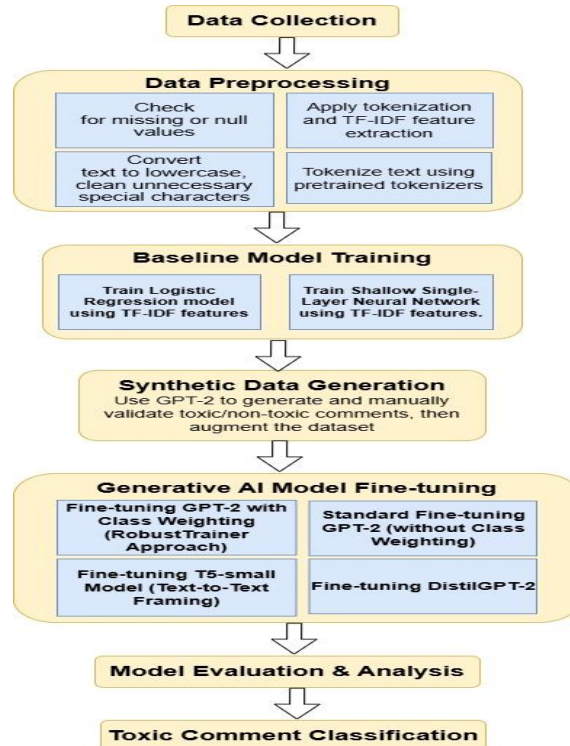 Data Collection
Data Preprocessing
Check
for missing or null
values
Apply tokenization
and TF-IDF feature
extraction
Convert
text to lowercase,
clean unnecessary
special characters
Tokenize text using
pretrained tokenizers
Baseline Model Training
Train Logistic
Regression model
using TF-IDF features
Train Shallow Single-
Layer Neural Network
using TF-IDF features.
Synthetic Data Generation
Use GPT-2 to generate and manually
validate toxic/non-toxic comments, then
augment the dataset
Generative AI Model Fine-tuning
Fine-tuning GPT-2 with
Class Weighting
(RobustTrainer
Approach)
Standard Fine-tuning
GPT-2 (without Class
Weighting)
Fine-tuning T5-small
Model (Text-to-Text
Framing)
Fine-tuning DistilGPT-2
Model Evaluation & Analysis
Toxic Comment Classification